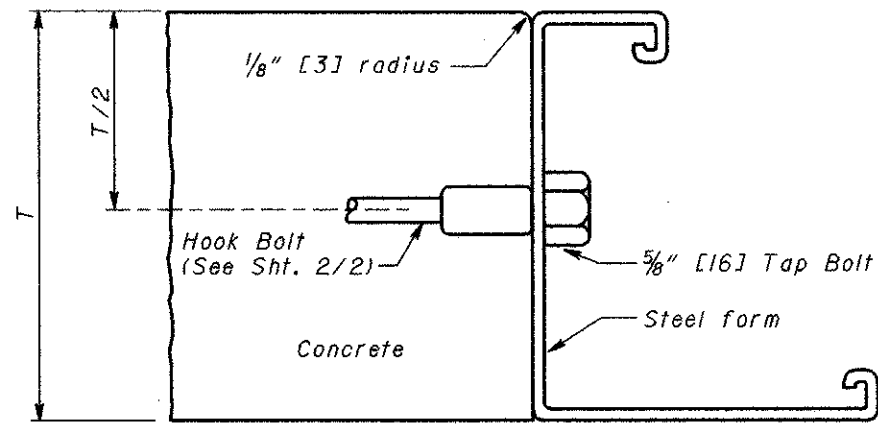 ⅛" [3] radius
T/2
T
Hook Bolt
(See Sht. 2/2)
⅝" [16] Tap Bolt
Steel form
Concrete